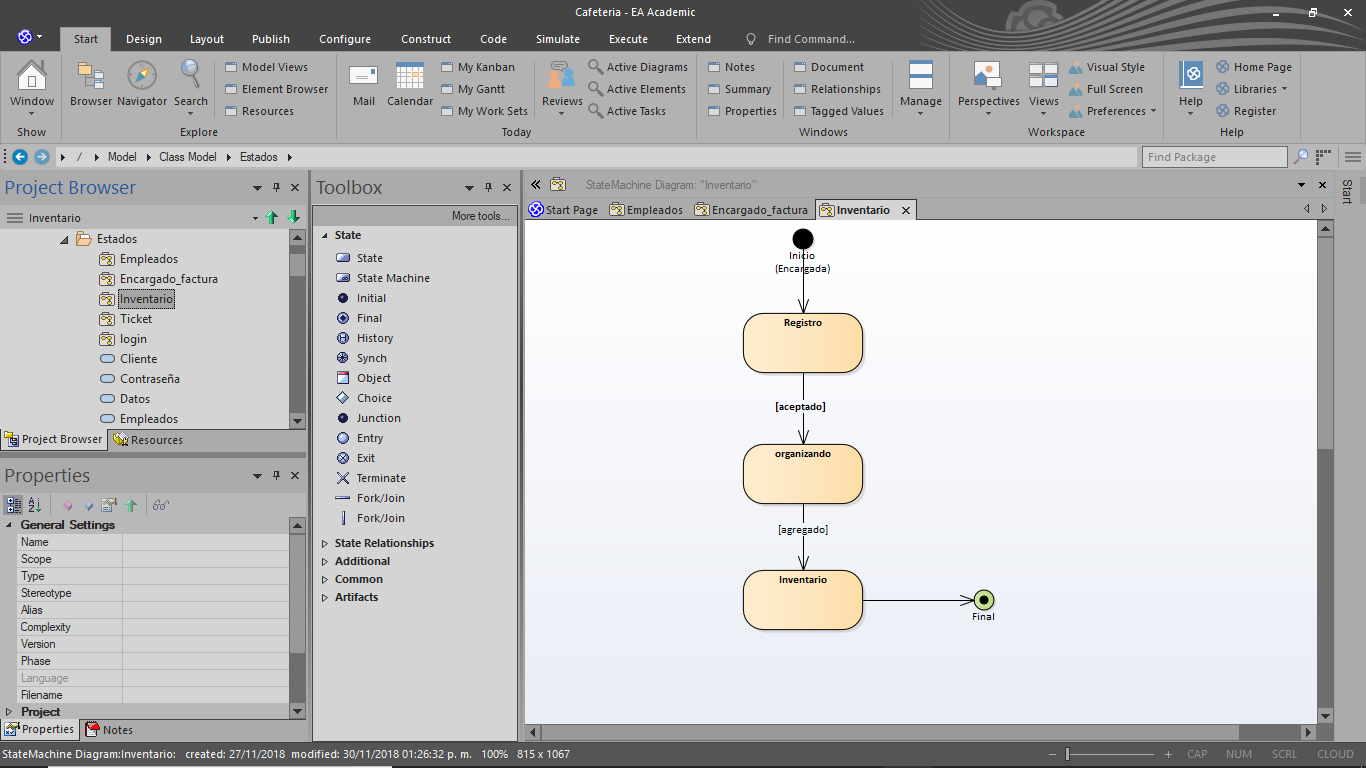 Cafeteria - EA Academic
Start Design Layout Publish Configure Construct Code Simulate Execute Extend Find Command...
Window Browser Navigator Search Model Views Element Browser Resources Mail Calendar My Kanban My Gantt My Work Sets Reviews Active Diagrams Active Elements Active Tasks Notes Summary Properties Document Relationships Tagged Values Manage Perspectives Views Visual Style Full Screen Preferences Help Home Page Libraries Register
Show Explore Today Windows Workspace Help
/ Model Class Model Estados Find Package
Project Browser
Inventario
Estados
Empleados
Encargado_factura
Inventario
Ticket
login
Cliente
Contraseña
Datos
Empleados
Project Browser Resources
Properties
General Settings
Name
Scope
Type
Stereotype
Alias
Complexity
Version
Phase
Language
Filename
Project
Properties Notes
Toolbox
More tools...
State
State
State Machine
Initial
Final
History
Synch
Object
Choice
Junction
Entry
Exit
Terminate
Fork/Join
Fork/Join
State Relationships
Additional
Common
Artifacts
StateMachine Diagram: "Inventario"
Start Page Empleados Encargado_factura Inventario
Inicio
(Encargada)
Registro
[aceptado]
organizando
[agregado]
Inventario
Final
Start
StateMachine Diagram:Inventario: created: 27/11/2018 modified: 30/11/2018 01:26:32 p. m. 100% 815 x 1067 CAP NUM SCRL CLOUD